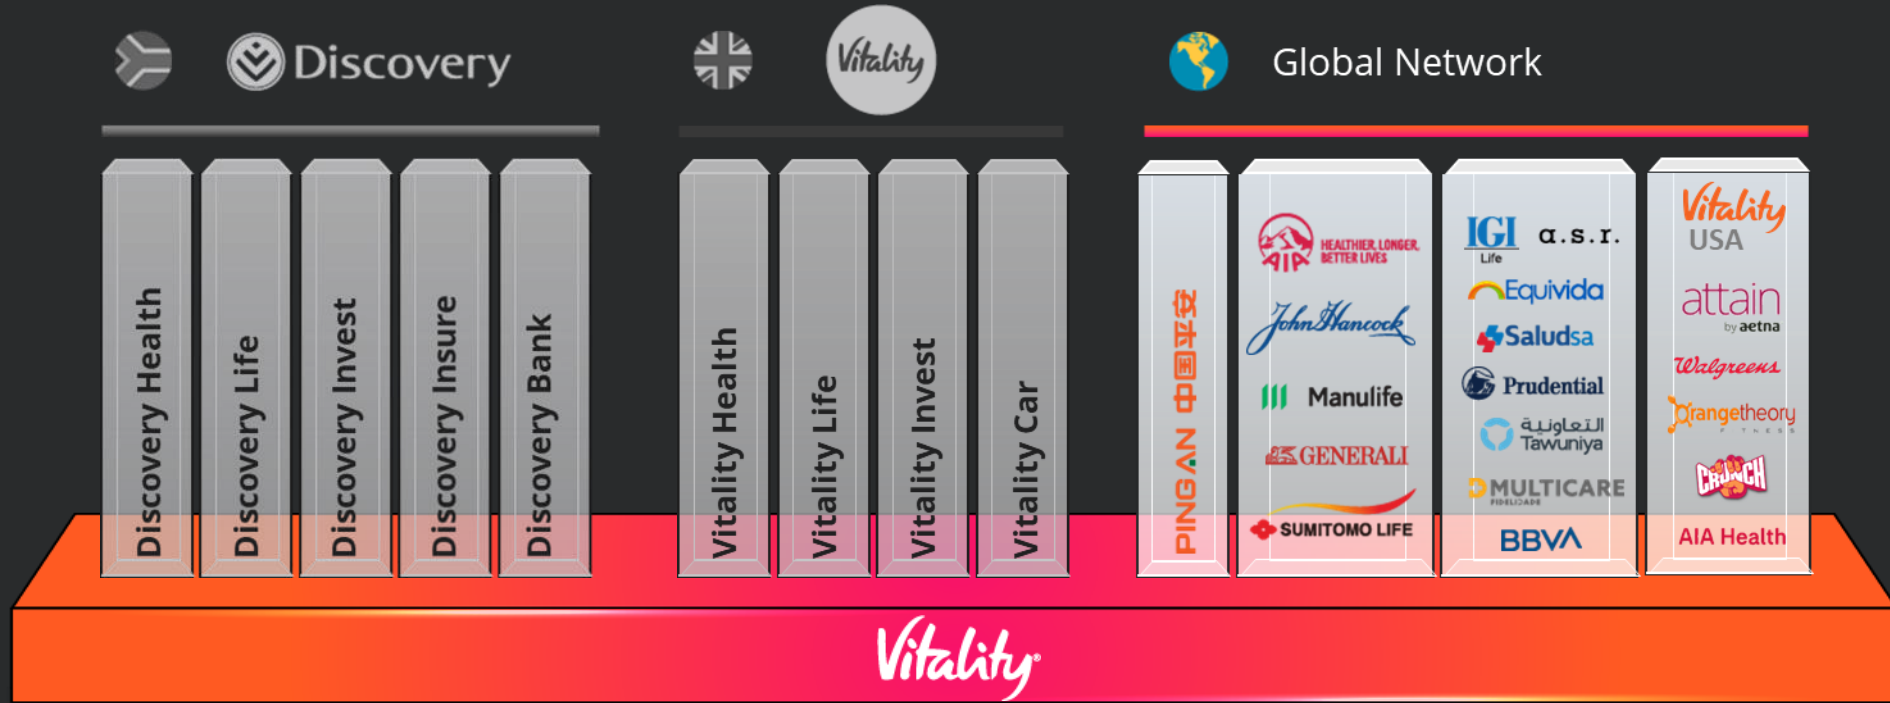 Discovery
Vitality
Global Network
Discovery Health
Discovery Life
Discovery Invest
Discovery Insure
Discovery Bank
Vitality Health
Vitality Life
Vitality Invest
Vitality Car
PINGAN 中国平安
AIA
HEALTHIER, LONGER,
BETTER LIVES
John Hancock
Manulife
GENERALI
SUMITOMO LIFE
IGI
Life
a.s.r.
Equivida
Saludsa
Prudential
التعاونية
Tawuniya
MULTICARE
FIDELIDADE
BBVA
Vitality
USA
attain
by aetna
Walgreens
Orangetheory
FITNESS
CRUNCH
AIA Health
Vitality®